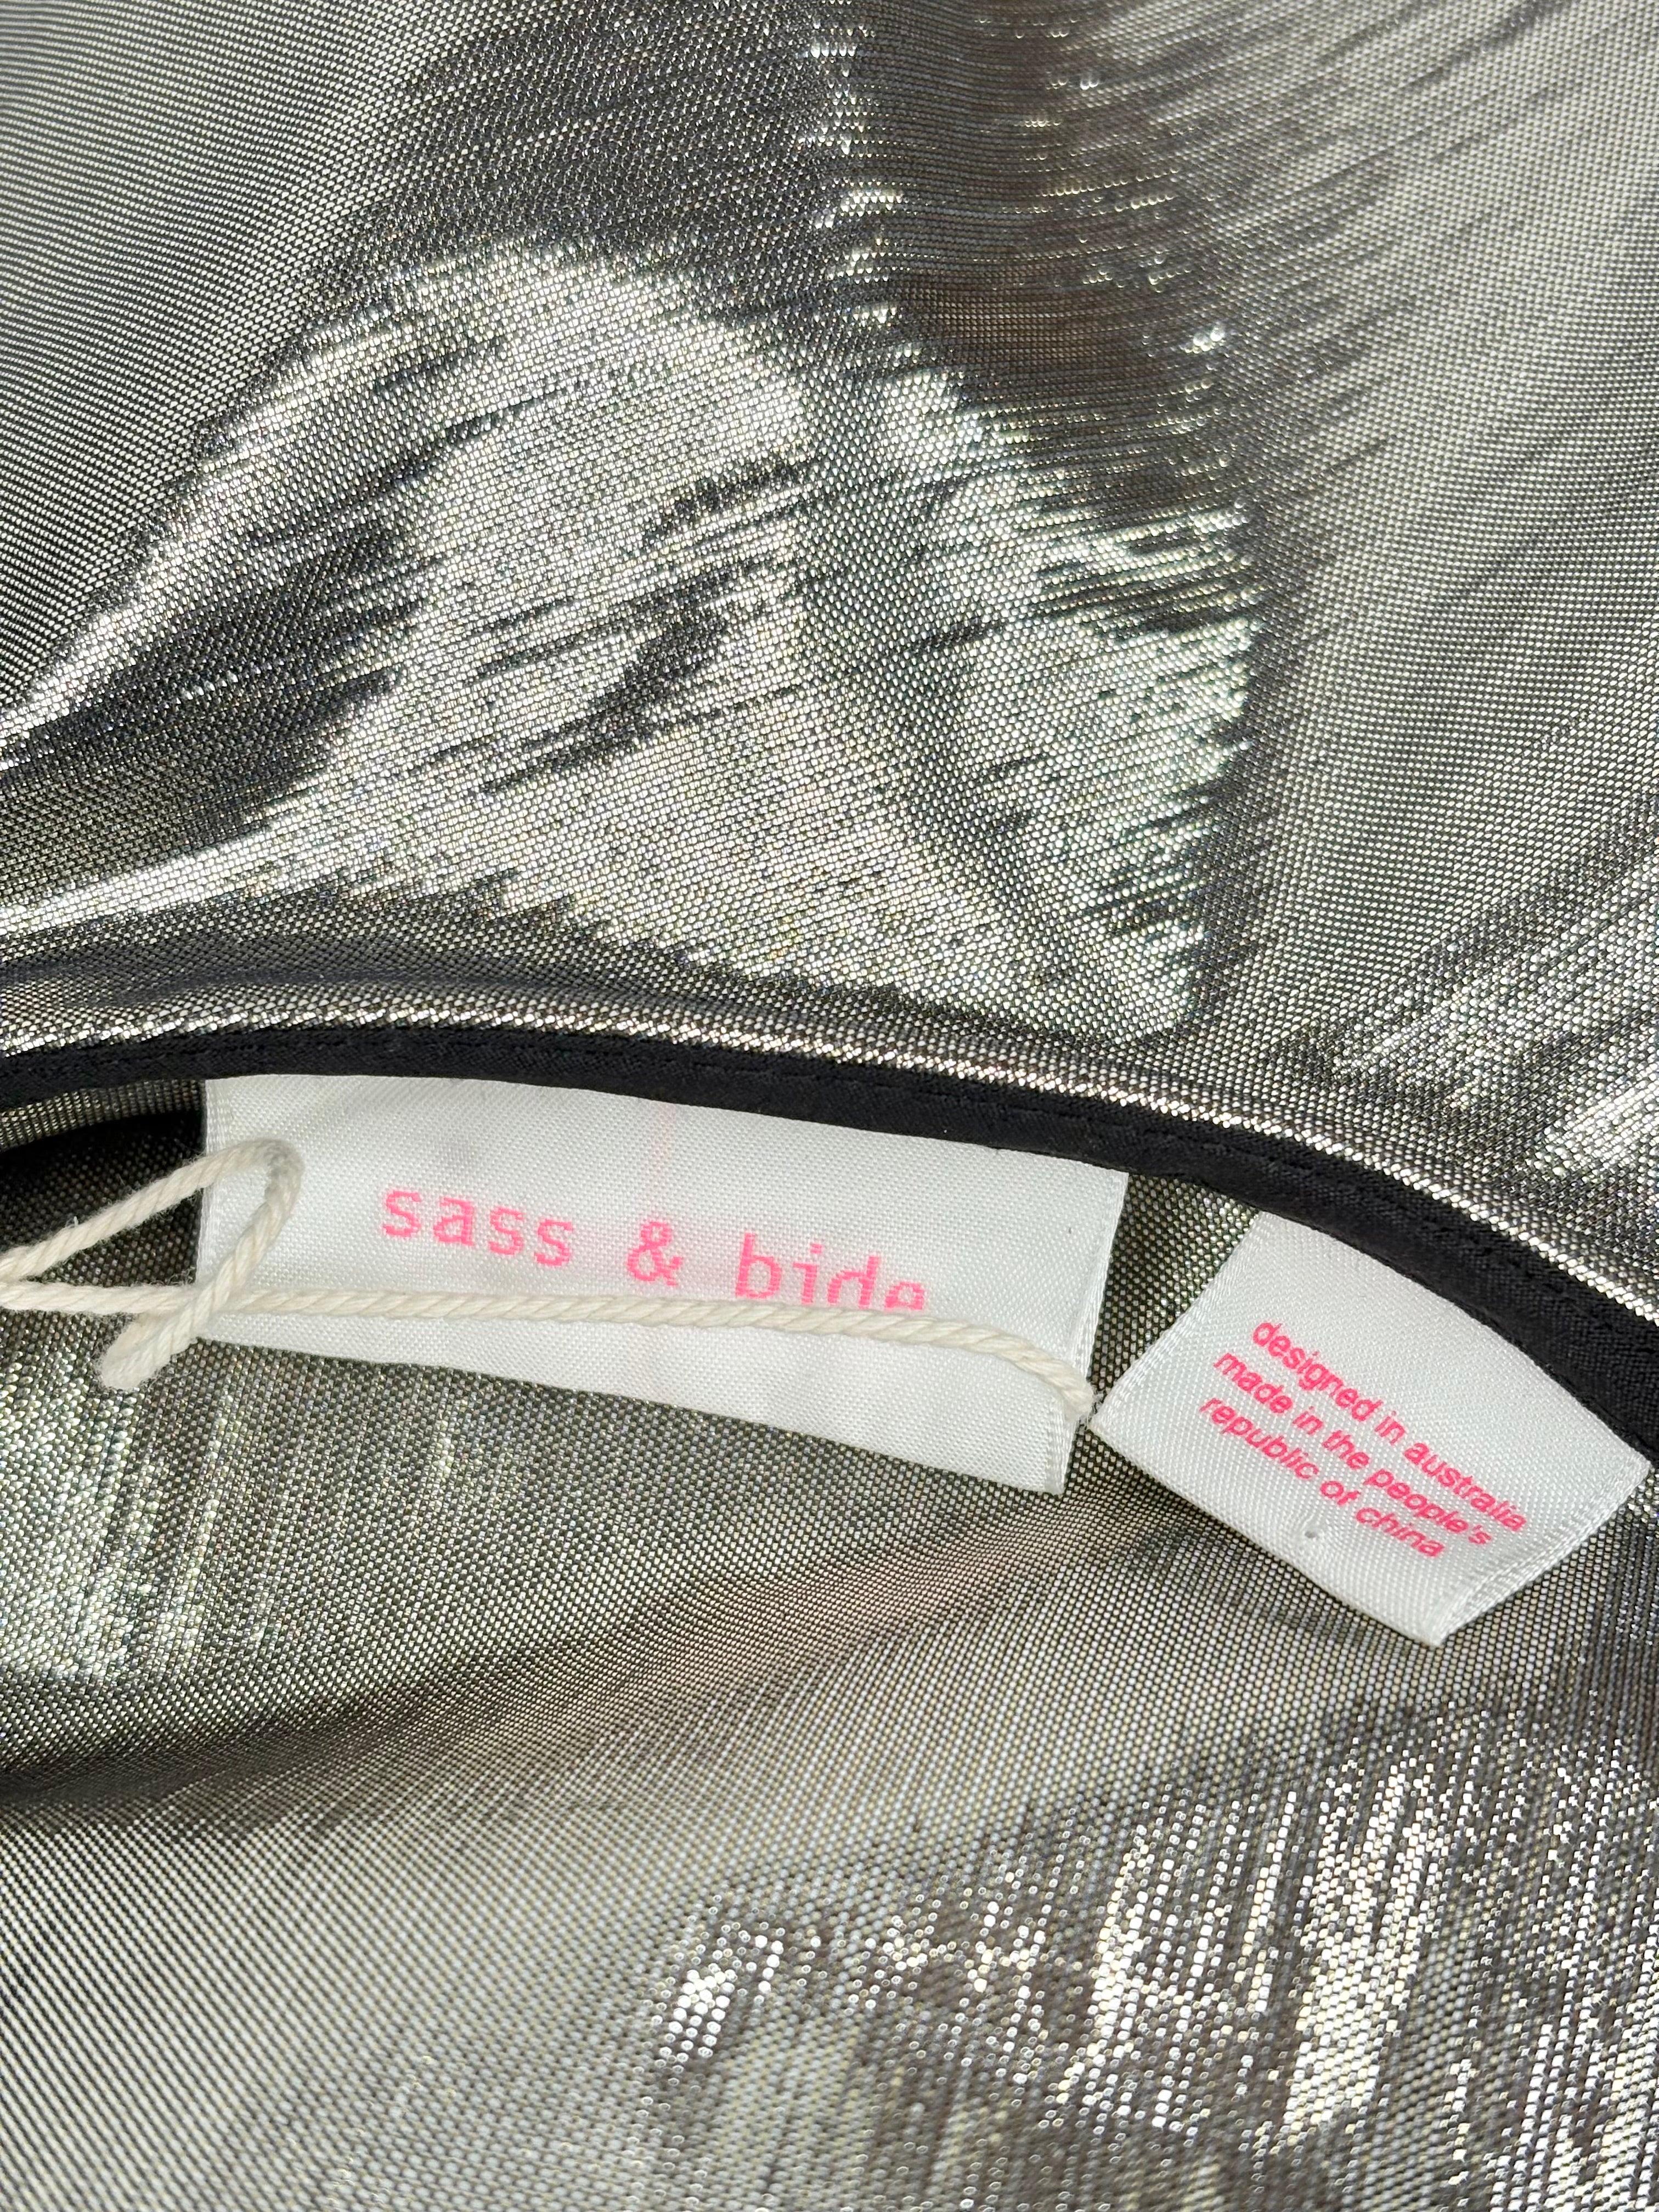 sass & bide
designed in australia
made in the people's
republic of china